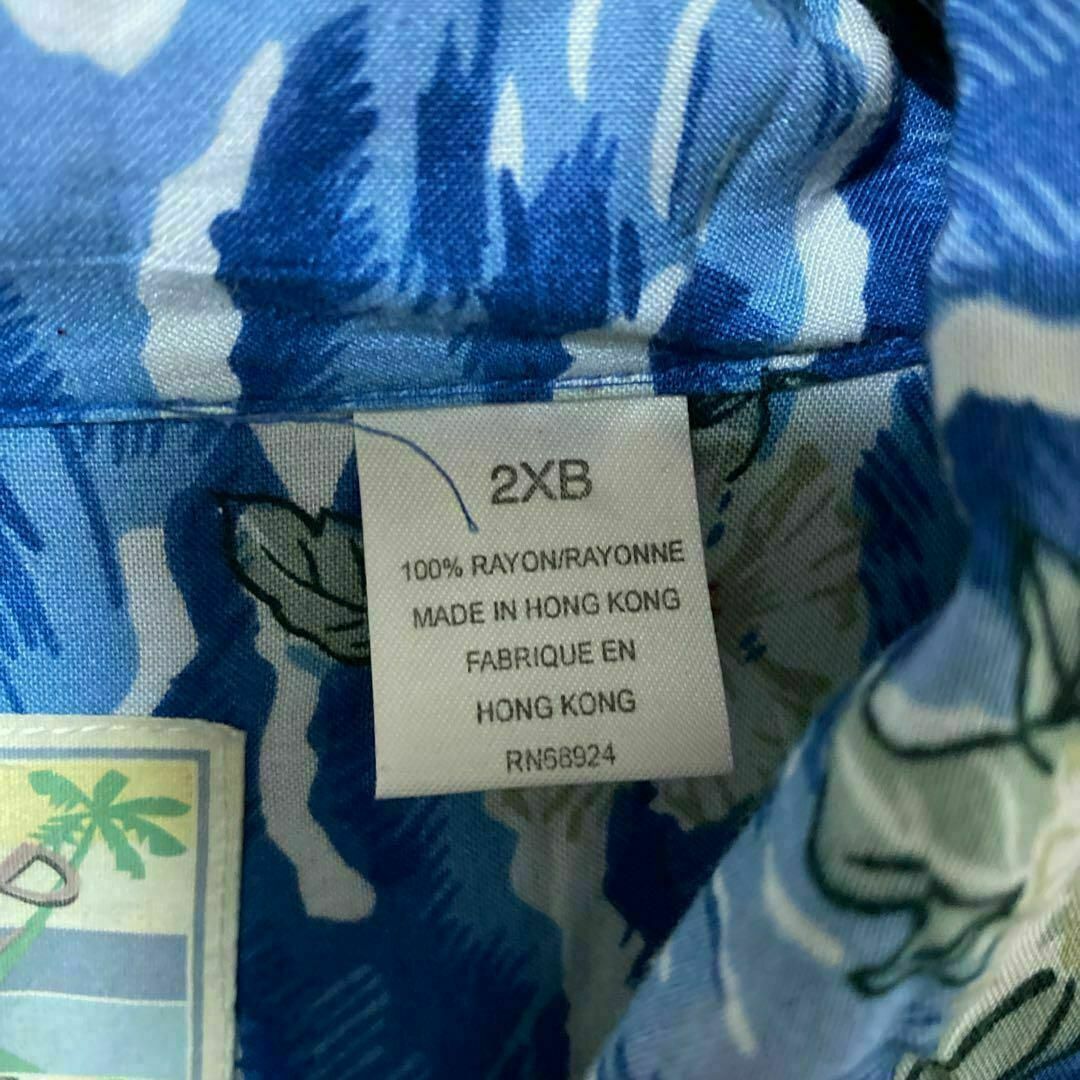 2XB
100% RAYON/RAYONNE
MADE IN HONG KONG
FABRIQUE EN
HONG KONG
RN68924